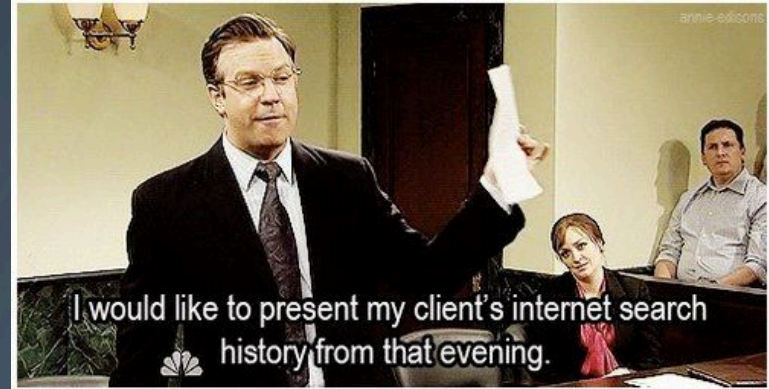 annie-edisons
I would like to present my client's internet search
history from that evening.